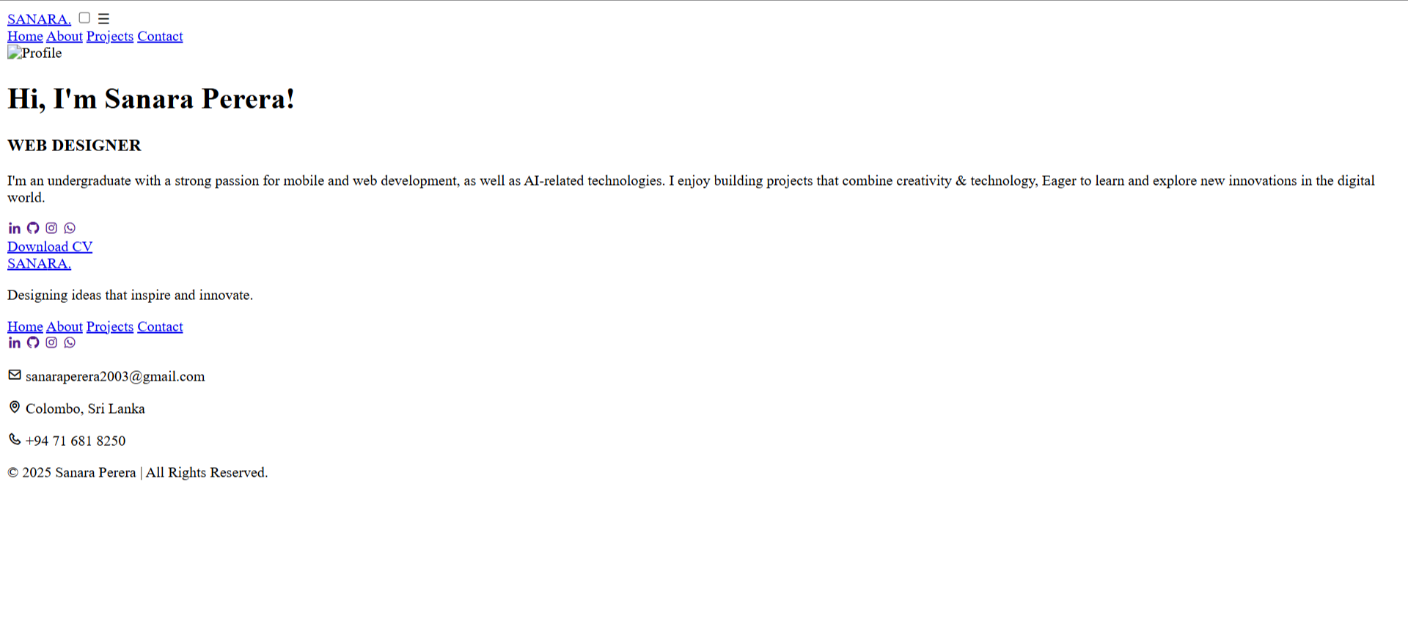 SANARA. ☰
Home About Projects Contact
Profile
Hi, I'm Sanara Perera!
WEB DESIGNER
I'm an undergraduate with a strong passion for mobile and web development, as well as AI-related technologies. I enjoy building projects that combine creativity & technology, Eager to learn and explore new innovations in the digital
world.
in
Download CV
SANARA.
Designing ideas that inspire and innovate.
Home About Projects Contact
in
sanaraperera2003@gmail.com
Colombo, Sri Lanka
+94 71 681 8250
© 2025 Sanara Perera | All Rights Reserved.